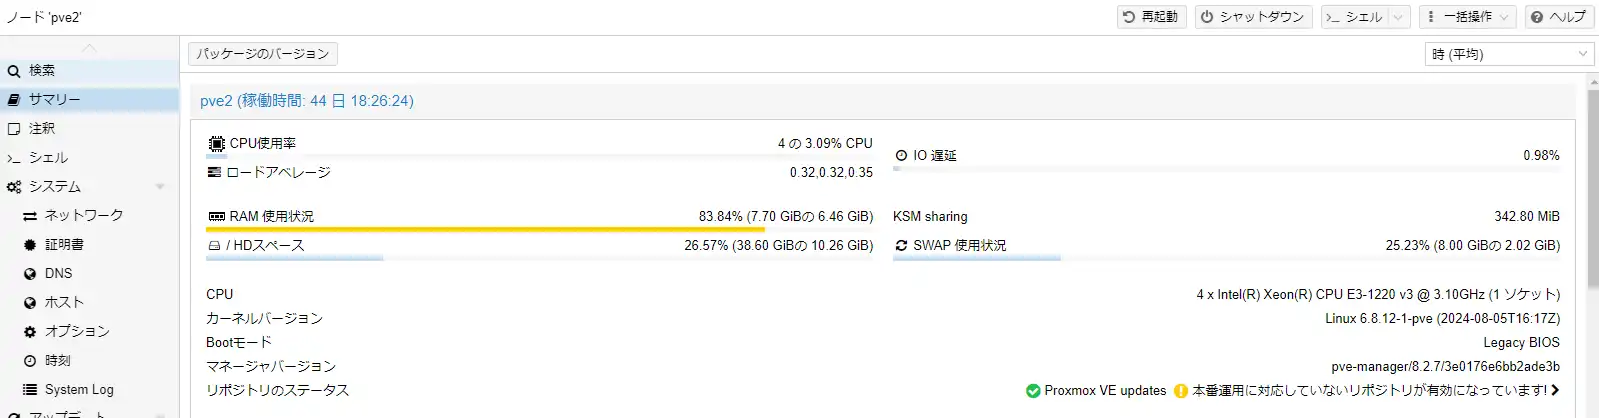 ノード 'pve2'
再起動
シャットダウン
シェル
一括操作
ヘルプ
検索
サマリー
注釈
シェル
システム
ネットワーク
証明書
DNS
ホスト
オプション
時刻
System Log
アップデート
パッケージのバージョン
時 (平均)
pve2 (稼働時間: 44 日 18:26:24)
CPU使用率 4 の 3.09% CPU
IO 遅延 0.98%
ロードアベレージ 0.32,0.32,0.35
RAM 使用状況 83.84% (7.70 GiBの 6.46 GiB)
KSM sharing 342.80 MiB
/ HDスペース 26.57% (38.60 GiBの 10.26 GiB)
SWAP 使用状況 25.23% (8.00 GiBの 2.02 GiB)
CPU 4 x Intel(R) Xeon(R) CPU E3-1220 v3 @ 3.10GHz (1 ソケット)
カーネルバージョン Linux 6.8.12-1-pve (2024-08-05T16:17Z)
Bootモード Legacy BIOS
マネージャバージョン pve-manager/8.2.7/3e0176e6bb2ade3b
リポジトリのステータス Proxmox VE updates 本番運用に対応していないリポジトリが有効になっています!